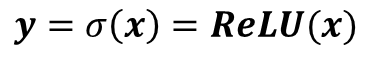 y = σ(x) = ReLU(x)